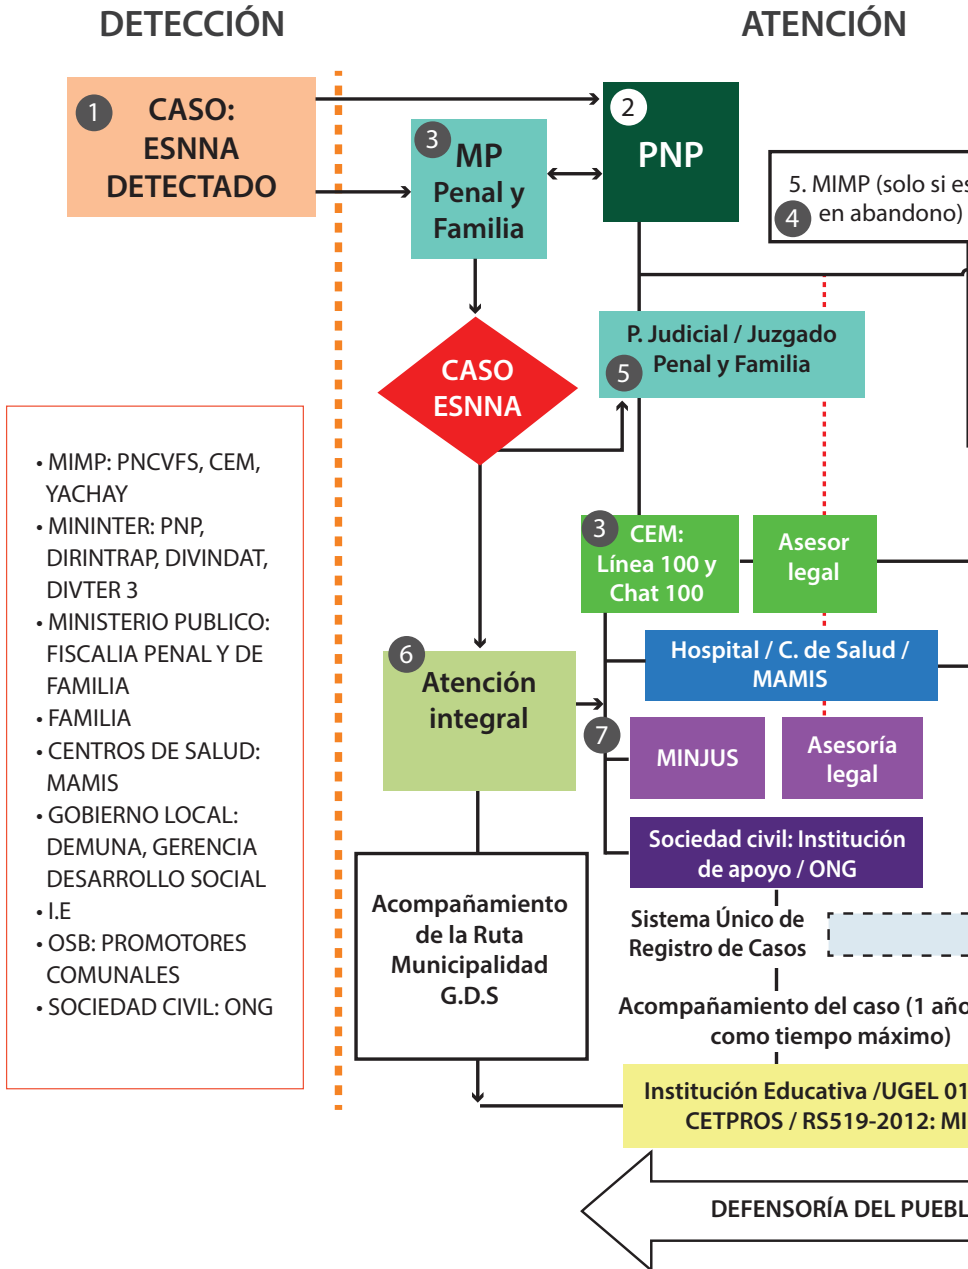 DETECCIÓN
ATENCIÓN
1
CASO:
ESNNA
DETECTADO
2
PNP
3
MP
Penal y
Familia
5. MIMP (solo si es
4
en abandono)
P. Judicial / Juzgado
Penal y Familia
5
CASO
ESNNA
• MIMP: PNCVFS, CEM,
YACHAY
• MININTER: PNP,
DIRINTRAP, DIVINDAT,
DIVTER 3
• MINISTERIO PUBLICO:
FISCALIA PENAL Y DE
FAMILIA
• FAMILIA
• CENTROS DE SALUD:
MAMIS
• GOBIERNO LOCAL:
DEMUNA, GERENCIA
DESARROLLO SOCIAL
• I.E
• OSB: PROMOTORES
COMUNALES
• SOCIEDAD CIVIL: ONG
3
CEM:
Línea 100 y
Chat 100
Asesor
legal
6
Atención
integral
Hospital / C. de Salud /
MAMIS
7
MINJUS
Asesoría
legal
Sociedad civil: Institución
de apoyo / ONG
Acompañamiento
de la Ruta
Municipalidad
G.D.S
Sistema Único de
Registro de Casos
Acompañamiento del caso (1 año
como tiempo máximo)
Institución Educativa /UGEL 01
CETPROS / RS519-2012: MI
DEFENSORÍA DEL PUEBL